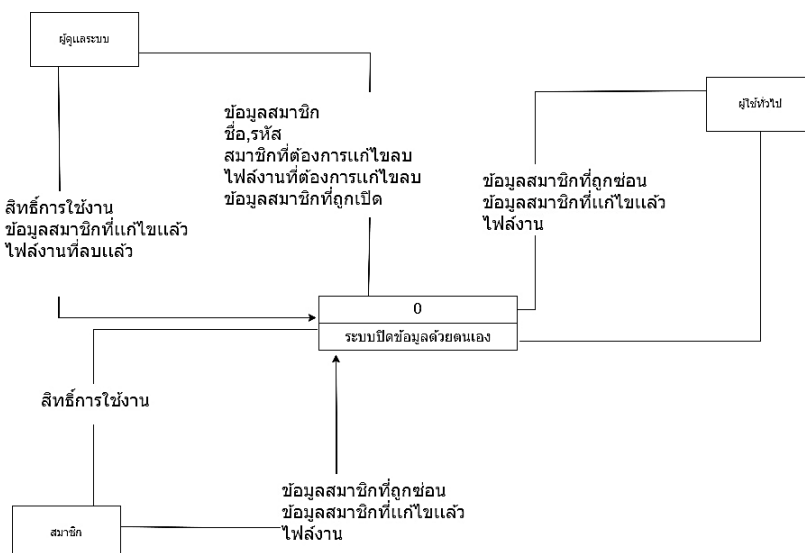 ผู้ดูแลระบบ
ผู้ใช้ทั่วไป
ข้อมูลสมาชิก
ชื่อ,รหัส
สมาชิกที่ต้องการแก้ไขลบ
ไฟล์งานที่ต้องการแก้ไขลบ
ข้อมูลสมาชิกที่ถูกเปิด
ข้อมูลสมาชิกที่ถูกซ่อน
ข้อมูลสมาชิกที่แก้ไขแล้ว
ไฟล์งาน
สิทธิ์การใช้งาน
ข้อมูลสมาชิกที่แก้ไขแล้ว
ไฟล์งานที่ลบแล้ว
0
ระบบปิดข้อมูลด้วยตนเอง
สิทธิ์การใช้งาน
ข้อมูลสมาชิกที่ถูกซ่อน
ข้อมูลสมาชิกที่แก้ไขแล้ว
ไฟล์งาน
สมาชิก